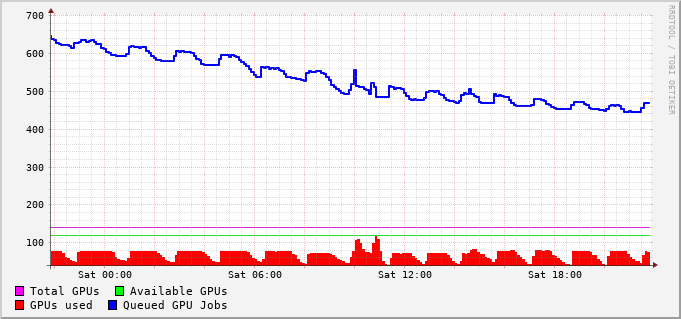 700
600
500
400
300
200
100
Sat 00:00 Sat 06:00 Sat 12:00 Sat 18:00
Total GPUs Available GPUs
GPUs used Queued GPU Jobs
RRDTOOL / TOBI OETIKER